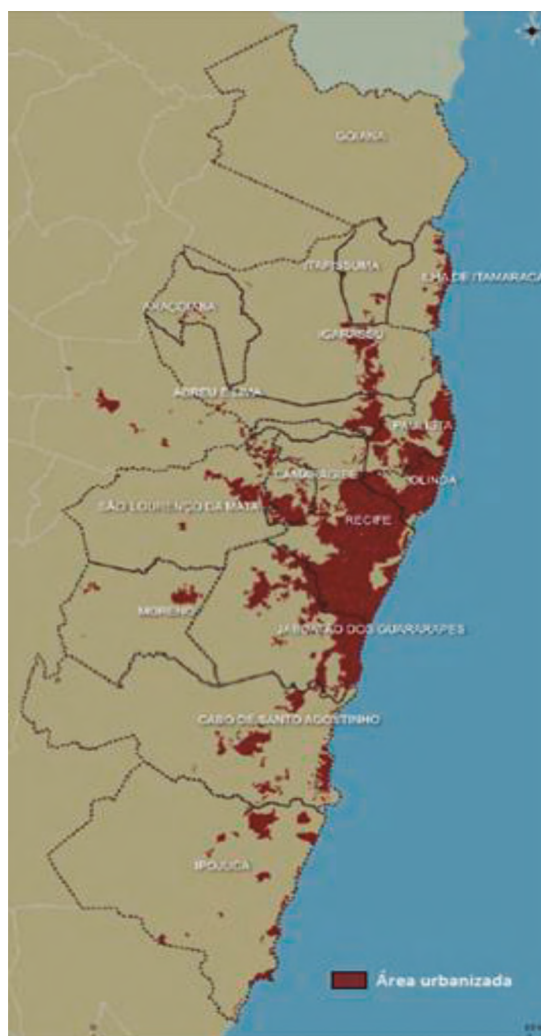 GOIANA
ITAPISSUMA
ILHA DE ITAMARACÁ
ARAÇOIABA
IGARASSU
ABREU E LIMA
PAULISTA
CAMARAGIBE
OLINDA
SÃO LOURENÇO DA MATA
RECIFE
MORENO
JABOATÃO DOS GUARARAPES
CABO DE SANTO AGOSTINHO
IPOJUCA
Área urbanizada